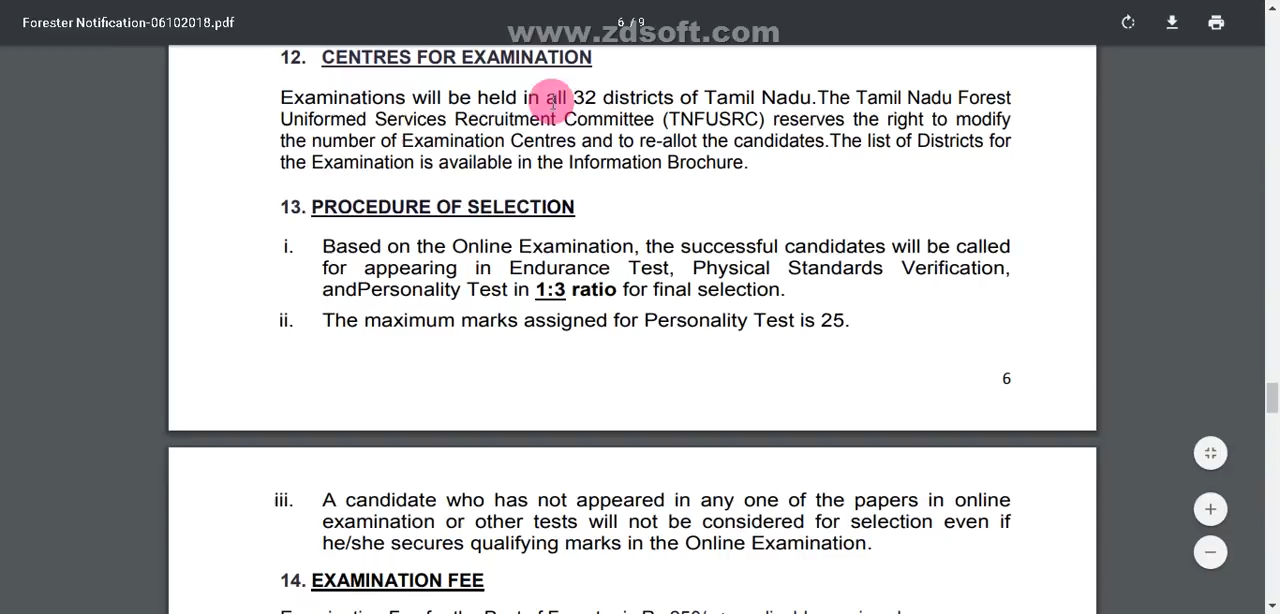 Forester Notification-06102018.pdf
6 / 9
www.zdsoft.com
12. CENTRES FOR EXAMINATION
Examinations will be held in all 32 districts of Tamil Nadu.The Tamil Nadu Forest
Uniformed Services Recruitment Committee (TNFUSRC) reserves the right to modify
the number of Examination Centres and to re-allot the candidates.The list of Districts for
the Examination is available in the Information Brochure.
13. PROCEDURE OF SELECTION
i. Based on the Online Examination, the successful candidates will be called
for appearing in Endurance Test, Physical Standards Verification,
andPersonality Test in 1:3 ratio for final selection.
ii. The maximum marks assigned for Personality Test is 25.
6
iii. A candidate who has not appeared in any one of the papers in online
examination or other tests will not be considered for selection even if
he/she secures qualifying marks in the Online Examination.
14. EXAMINATION FEE